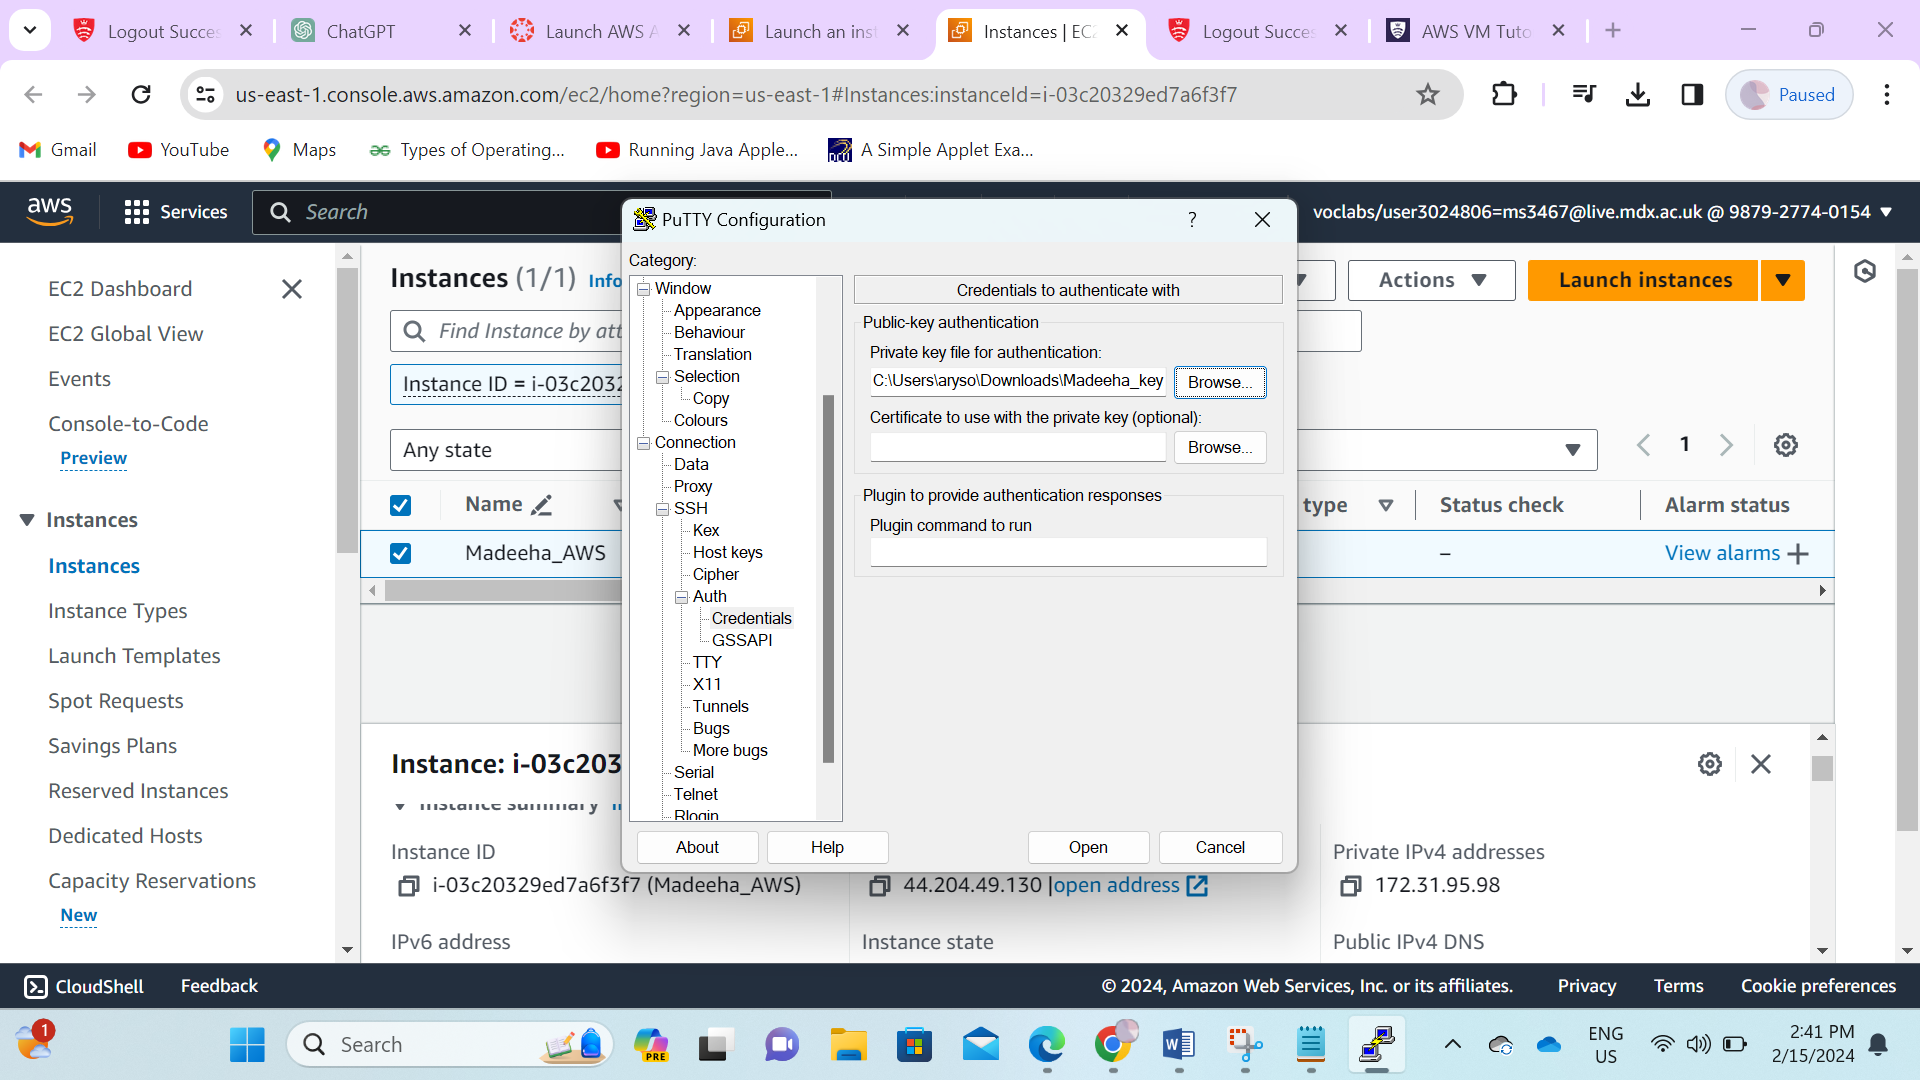 Logout Succes
ChatGPT
Launch AWS A
Launch an inst
Instances | EC2
Logout Succes
AWS VM Tuto
us-east-1.console.aws.amazon.com/ec2/home?region=us-east-1#Instances:instanceId=i-03c20329ed7a6f3f7
Paused
Gmail
YouTube
Maps
Types of Operating...
Running Java Apple...
A Simple Applet Exa...
aws
Services
Search
voclabs/user3024806=ms3467@live.mdx.ac.uk @ 9879-2774-0154
PuTTY Configuration
?
Category:
Window
Appearance
Behaviour
Translation
Selection
Copy
Colours
Connection
Data
Proxy
SSH
Kex
Host keys
Cipher
Auth
Credentials
GSSAPI
TTY
X11
Tunnels
Bugs
More bugs
Serial
Telnet
Rlogin
Credentials to authenticate with
Public-key authentication
Private key file for authentication:
C:\Users\aryso\Downloads\Madeeha_key
Browse...
Certificate to use with the private key (optional):
Browse...
Plugin to provide authentication responses
Plugin command to run
About
Help
Open
Cancel
EC2 Dashboard
EC2 Global View
Events
Console-to-Code
Preview
Instances
Instances
Instance Types
Launch Templates
Spot Requests
Savings Plans
Reserved Instances
Dedicated Hosts
Capacity Reservations
New
Instances (1/1) Info
Actions
Launch instances
Find Instance by att
Instance ID = i-03c2032
Any state
1
Name
type
Status check
Alarm status
Madeeha_AWS
–
View alarms
Instance: i-03c203
Instance summary
Instance ID
i-03c20329ed7a6f3f7 (Madeeha_AWS)
44.204.49.130 |open address
Private IPv4 addresses
172.31.95.98
IPv6 address
Instance state
Public IPv4 DNS
CloudShell
Feedback
© 2024, Amazon Web Services, Inc. or its affiliates.
Privacy
Terms
Cookie preferences
1
Search
PRE
ENG
US
2:41 PM
2/15/2024